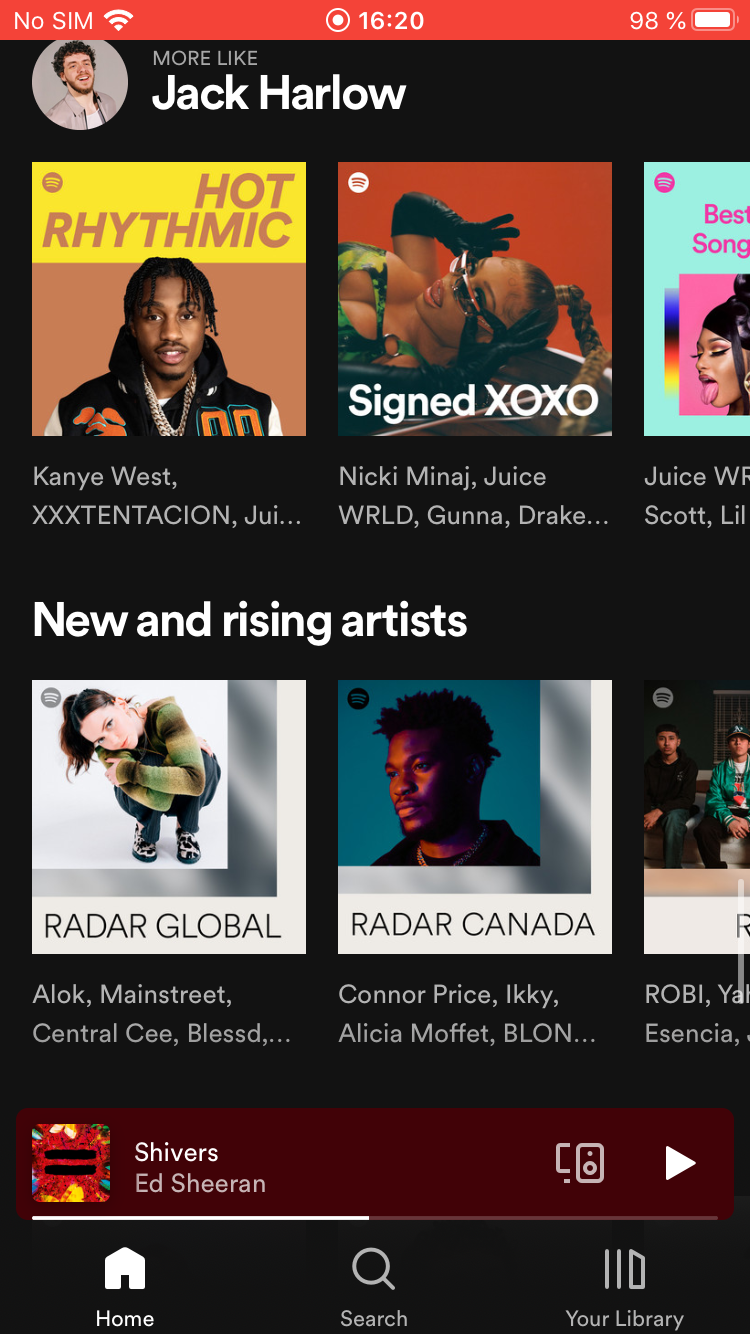 No SIM 16:20 98 %
MORE LIKE
Jack Harlow
HOT
RHYTHMIC
Signed XOXO
Best
Song
Kanye West,
XXXTENTACION, Jui...
Nicki Minaj, Juice
WRLD, Gunna, Drake...
Juice WR
Scott, Lil
New and rising artists
RADAR GLOBAL
RADAR CANADA
R
Alok, Mainstreet,
Central Cee, Blessd,...
Connor Price, Ikky,
Alicia Moffet, BLON...
ROBI, Yah
Esencia,
Shivers
Ed Sheeran
Home
Search
Your Library